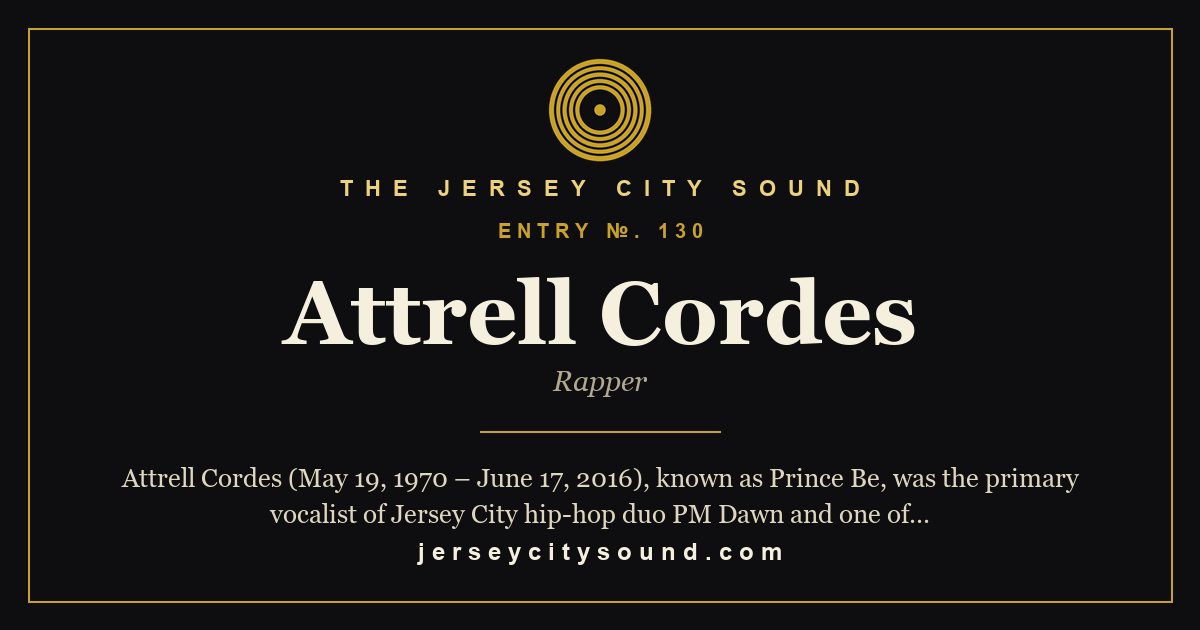 THE JERSEY CITY SOUND
ENTRY №. 130
Attrell Cordes
Rapper
Attrell Cordes (May 19, 1970 – June 17, 2016), known as Prince Be, was the primary
vocalist of Jersey City hip-hop duo PM Dawn and one of...
jerseycitysound.com